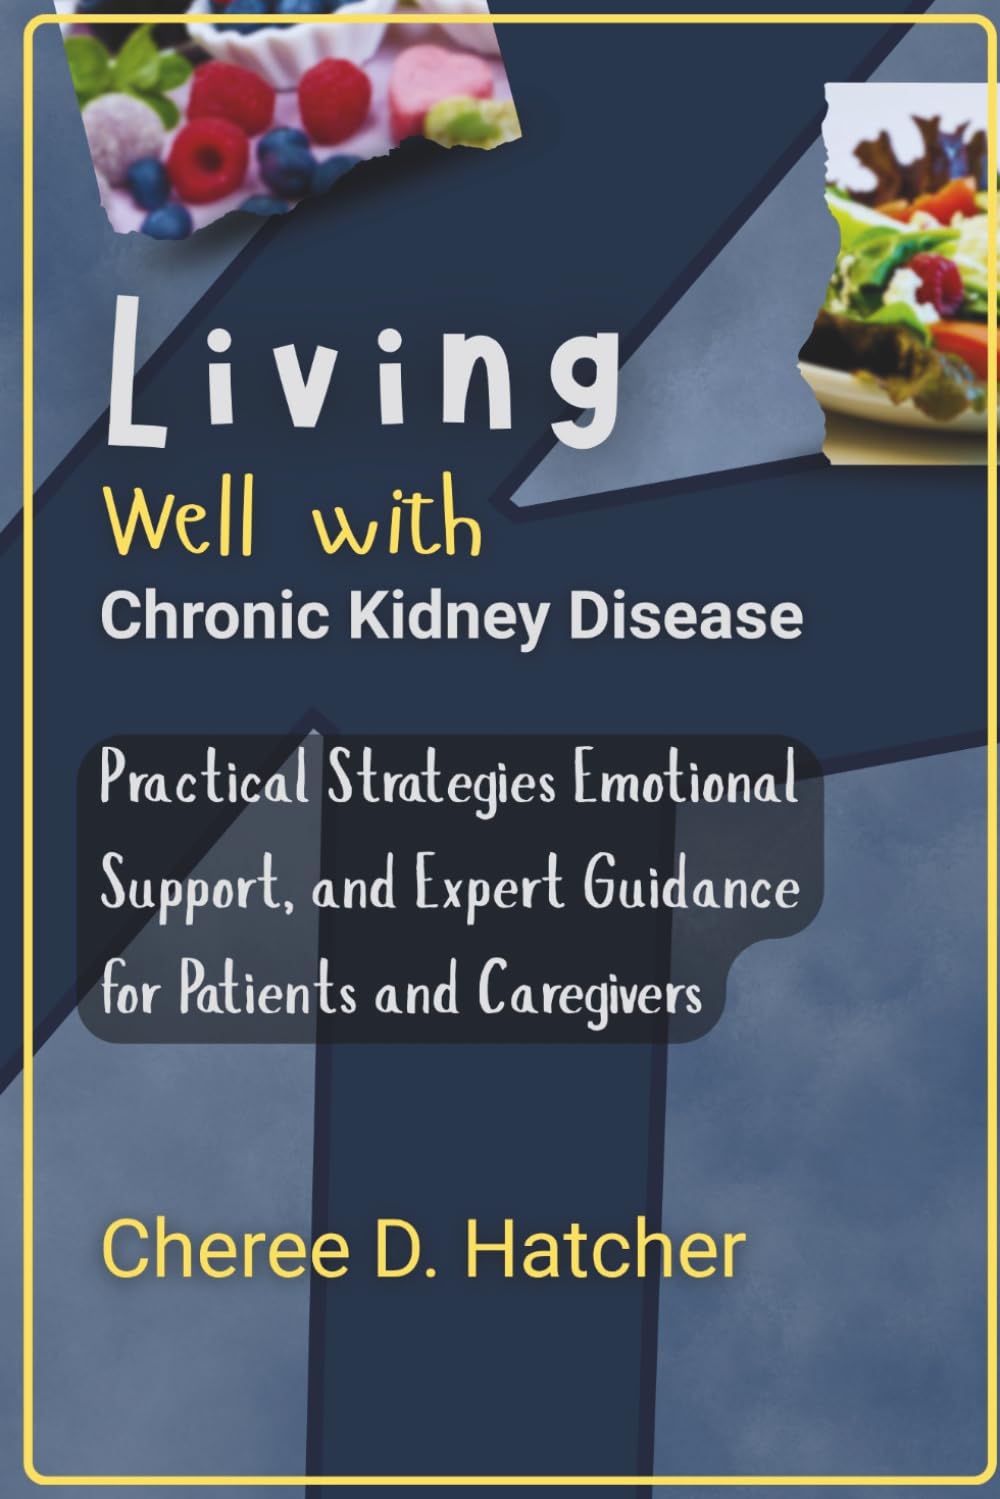 Living
Well with
Chronic Kidney Disease
Practical Strategies Emotional
Support, and Expert Guidance
for Patients and Caregivers
Cheree D. Hatcher